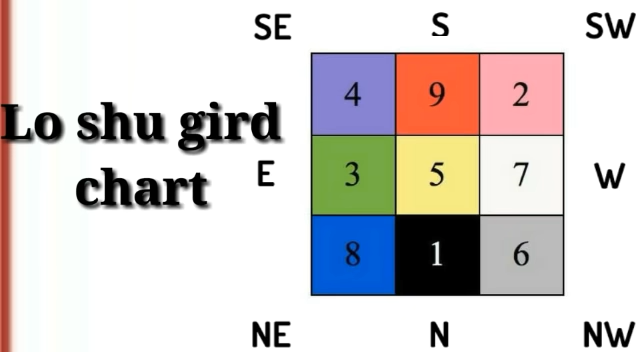 SE S SW
4 9 2
Lo shu gird
chart
E 3 5 7 W
8 1 6
NE N NW